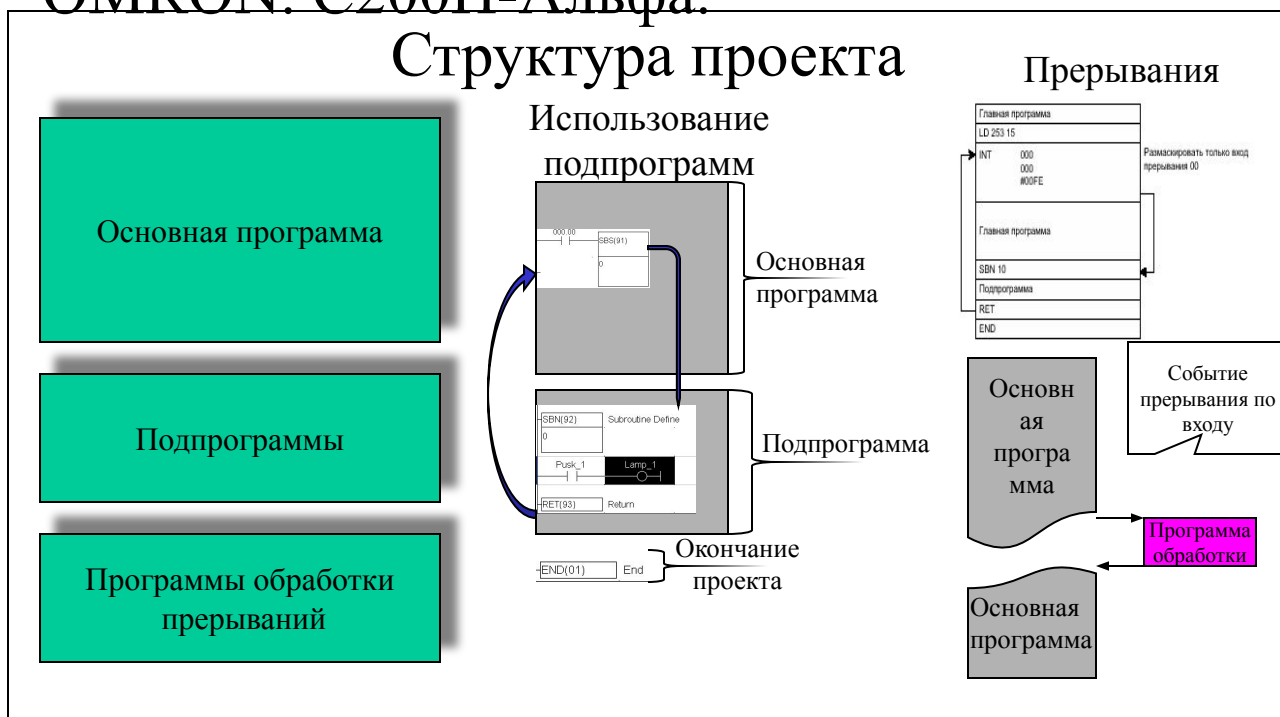 OMRON. C200H-Альфа.
Структура проекта
Основная программа
Подпрограммы
Программы обработки
прерываний
Использование
подпрограмм
000.00
SBS(91)
0
Основная
программа
SBN(92)
Subroutine Define
0
Pusk_1
Lamp_1
RET(93)
Return
Подпрограмма
END(01)
End
Окончание
проекта
Прерывания
Главная программа
LD 253 15
INT 000
000
#00FE
Размаскировать только вход
прерывания 00
Главная программа
SBN 10
Подпрограмма
RET
END
Основн
ая
програ
мма
Событие
прерывания по
входу
Программа
обработки
Основная
программа